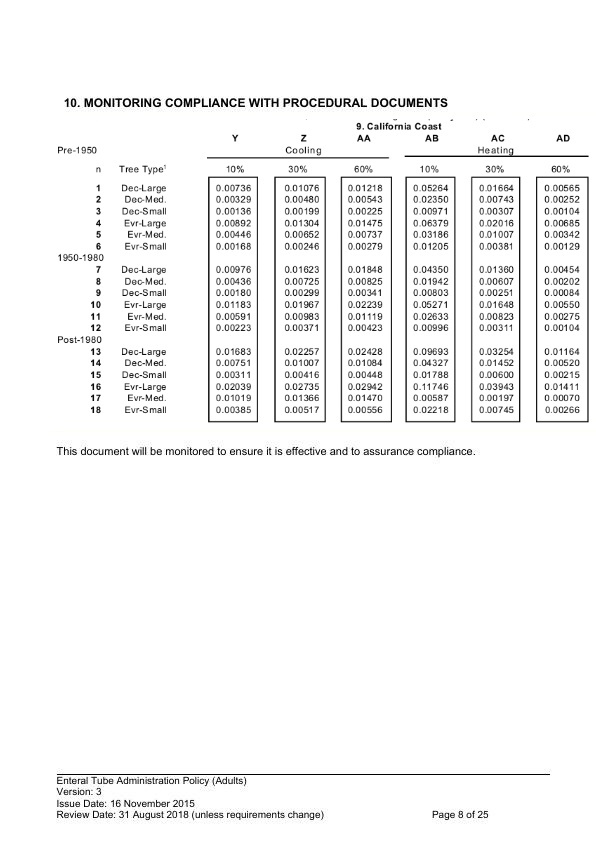 10. MONITORING COMPLIANCE WITH PROCEDURAL DOCUMENTS
9. California Coast
Y Z AA AB AC AD
Pre-1950 Cooling Heating
n Tree Type¹ 10% 30% 60% 10% 30% 60%
1 Dec-Large 0.00736 0.01076 0.01218 0.05264 0.01664 0.00565
2 Dec-Med. 0.00329 0.00480 0.00543 0.02350 0.00743 0.00252
3 Dec-Small 0.00136 0.00199 0.00225 0.00971 0.00307 0.00104
4 Evr-Large 0.00892 0.01304 0.01475 0.06379 0.02016 0.00685
5 Evr-Med. 0.00446 0.00652 0.00737 0.03186 0.01007 0.00342
6 Evr-Small 0.00168 0.00246 0.00279 0.01205 0.00381 0.00129
1950-1980
7 Dec-Large 0.00976 0.01623 0.01848 0.04350 0.01360 0.00454
8 Dec-Med. 0.00436 0.00725 0.00825 0.01942 0.00607 0.00202
9 Dec-Small 0.00180 0.00299 0.00341 0.00803 0.00251 0.00084
10 Evr-Large 0.01183 0.01967 0.02239 0.05271 0.01648 0.00550
11 Evr-Med. 0.00591 0.00983 0.01119 0.02633 0.00823 0.00275
12 Evr-Small 0.00223 0.00371 0.00423 0.00996 0.00311 0.00104
Post-1980
13 Dec-Large 0.01683 0.02257 0.02428 0.09693 0.03254 0.01164
14 Dec-Med. 0.00751 0.01007 0.01084 0.04327 0.01452 0.00520
15 Dec-Small 0.00311 0.00416 0.00448 0.01788 0.00600 0.00215
16 Evr-Large 0.02039 0.02735 0.02942 0.11746 0.03943 0.01411
17 Evr-Med. 0.01019 0.01366 0.01470 0.00587 0.00197 0.00070
18 Evr-Small 0.00385 0.00517 0.00556 0.02218 0.00745 0.00266
This document will be monitored to ensure it is effective and to assurance compliance.
Enteral Tube Administration Policy (Adults)
Version: 3
Issue Date: 16 November 2015
Review Date: 31 August 2018 (unless requirements change) Page 8 of 25